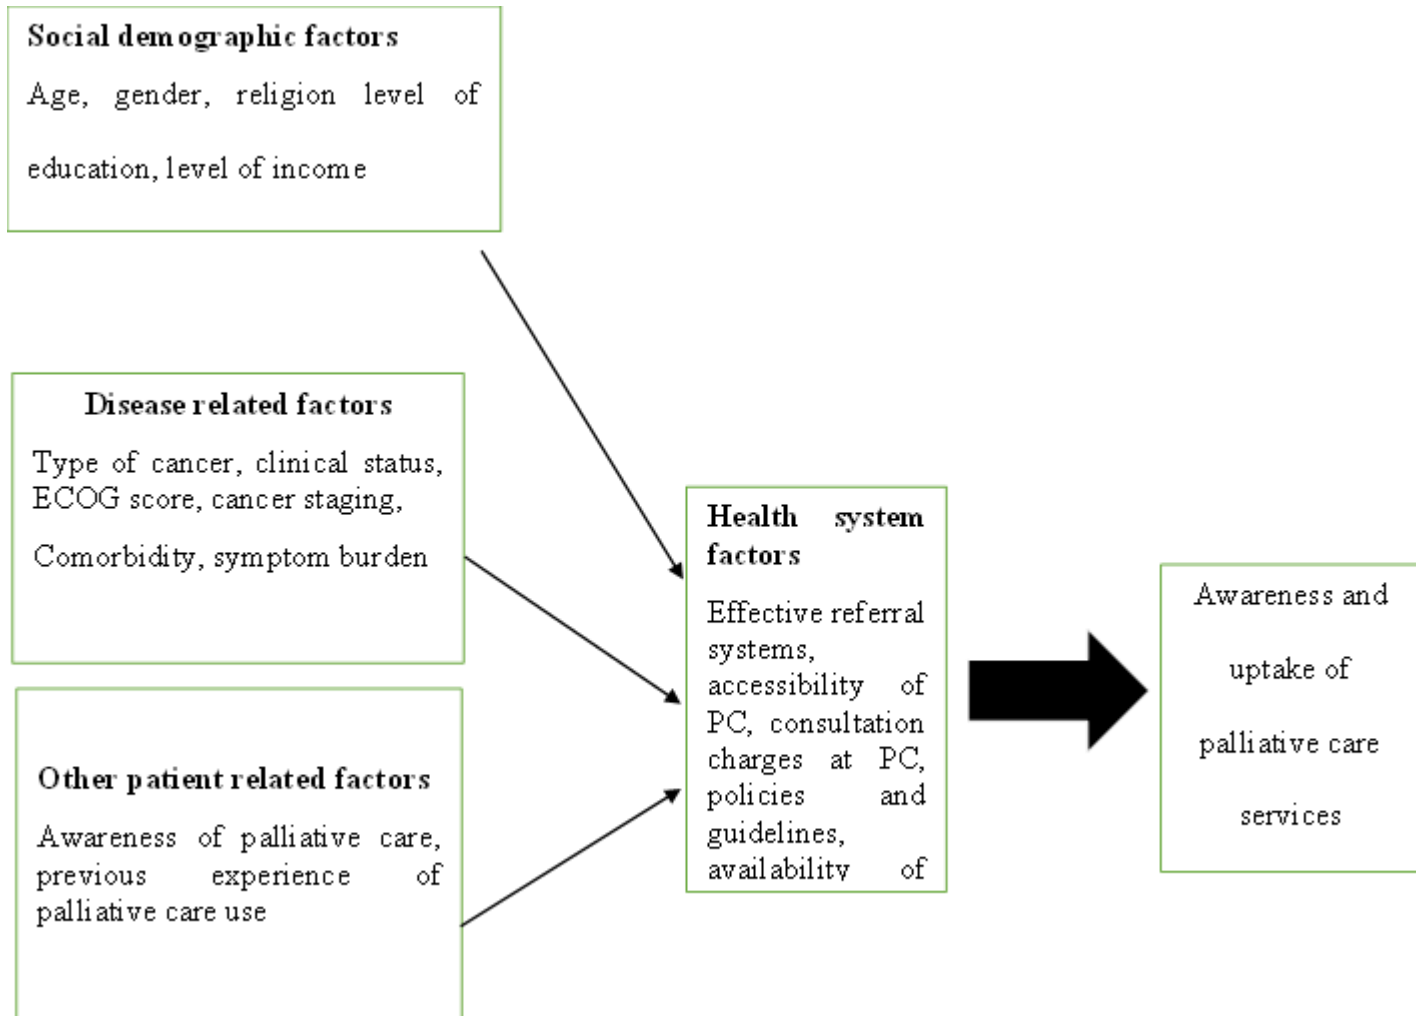 Social demographic factors
Age, gender, religion level of
education, level of income
Disease related factors
Type of cancer, clinical status,
ECOG score, cancer staging,
Comorbidity, symptom burden
Other patient related factors
Awareness of palliative care,
previous experience of
palliative care use
Health system
factors
Effective referral
systems,
accessibility of
PC, consultation
charges at PC,
policies and
guidelines,
availability of
Awareness and
uptake of
palliative care
services